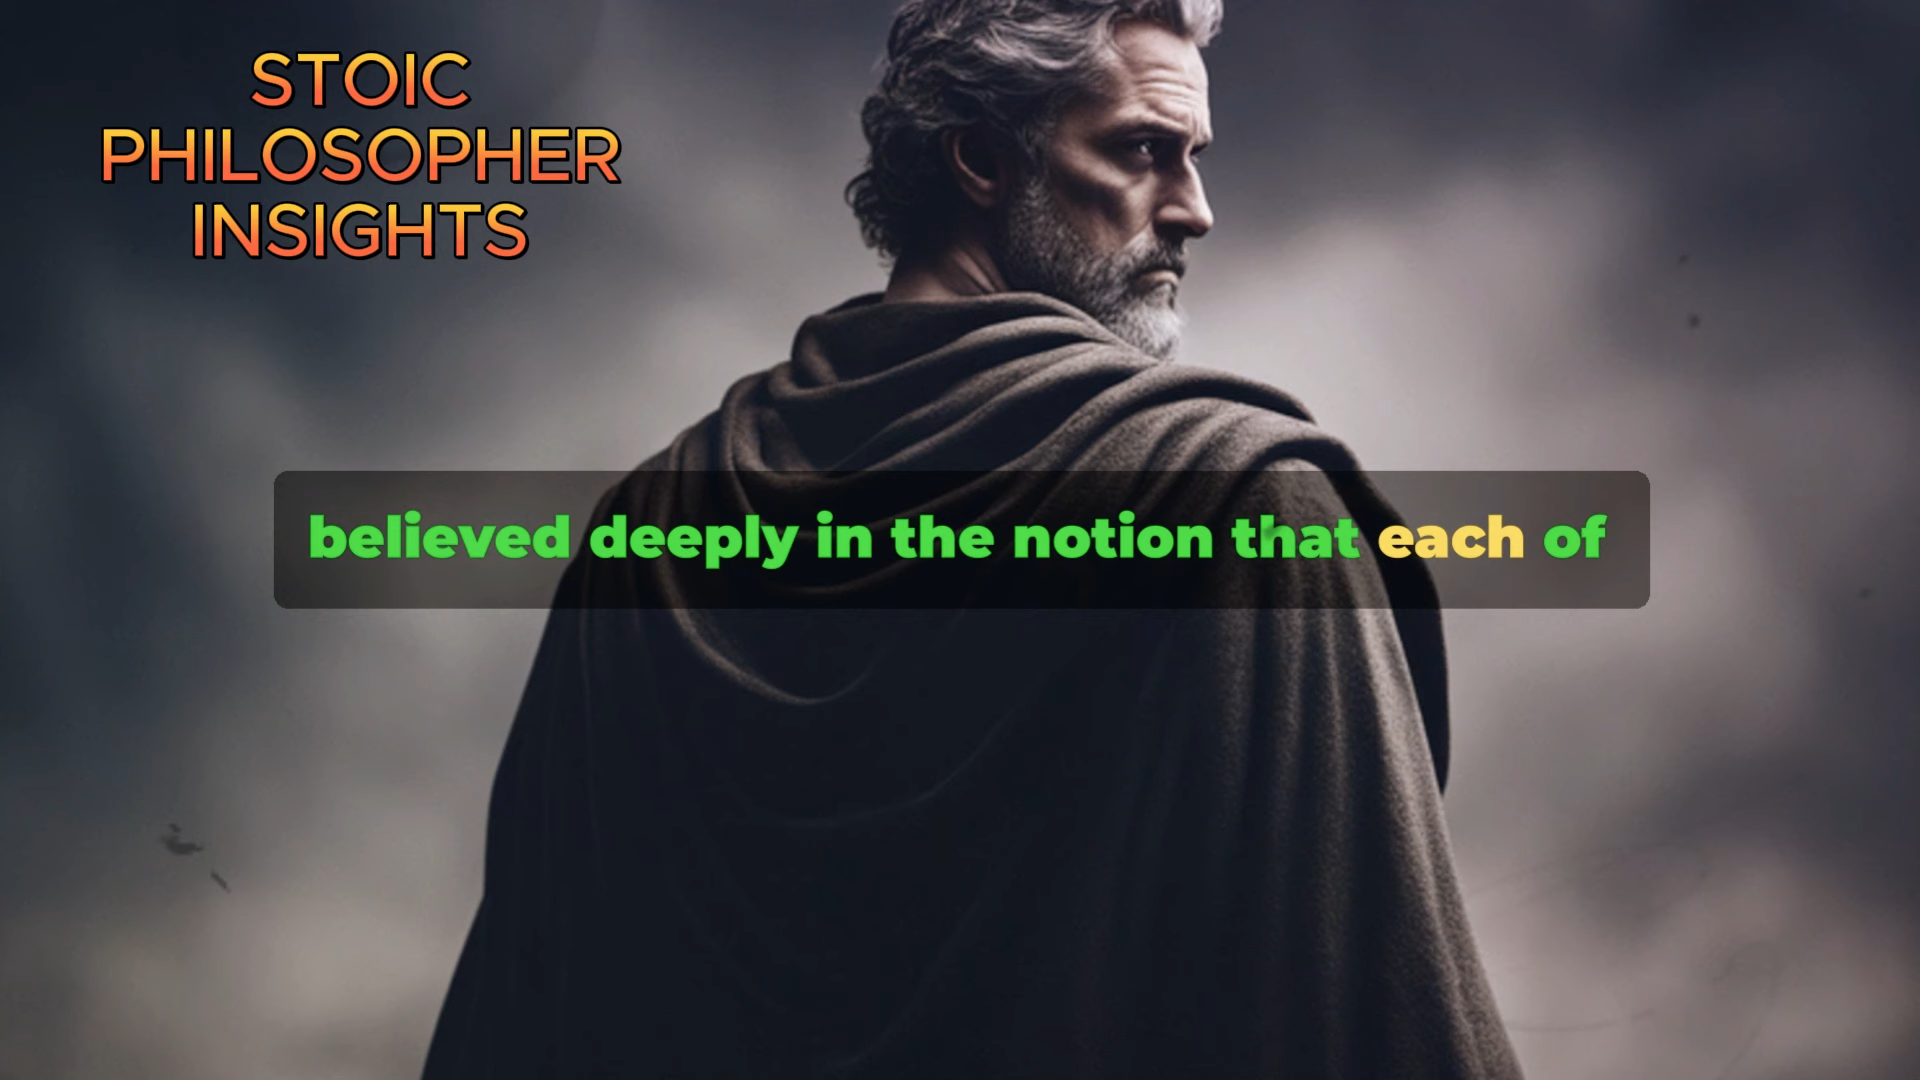 STOIC
PHILOSOPHER
INSIGHTS
believed deeply in the notion that each of